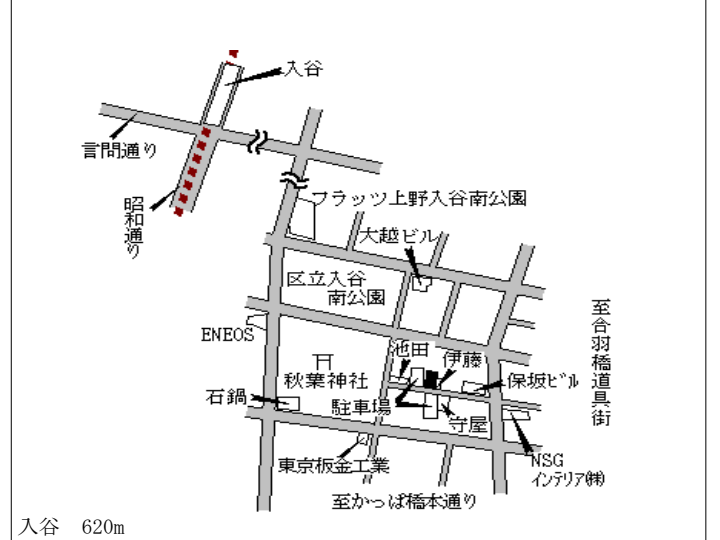 入谷
言問通り
昭和通り
フラッツ上野入谷南公園
大越ビル
区立入谷
南公園
ENEOS
至合羽橋道具街
池田
伊藤
秋葉神社
保坂ビル
石鍋
駐車場
守屋
東京板金工業
NSG
インテリア㈱
至かっぱ橋本通り
入谷　620m